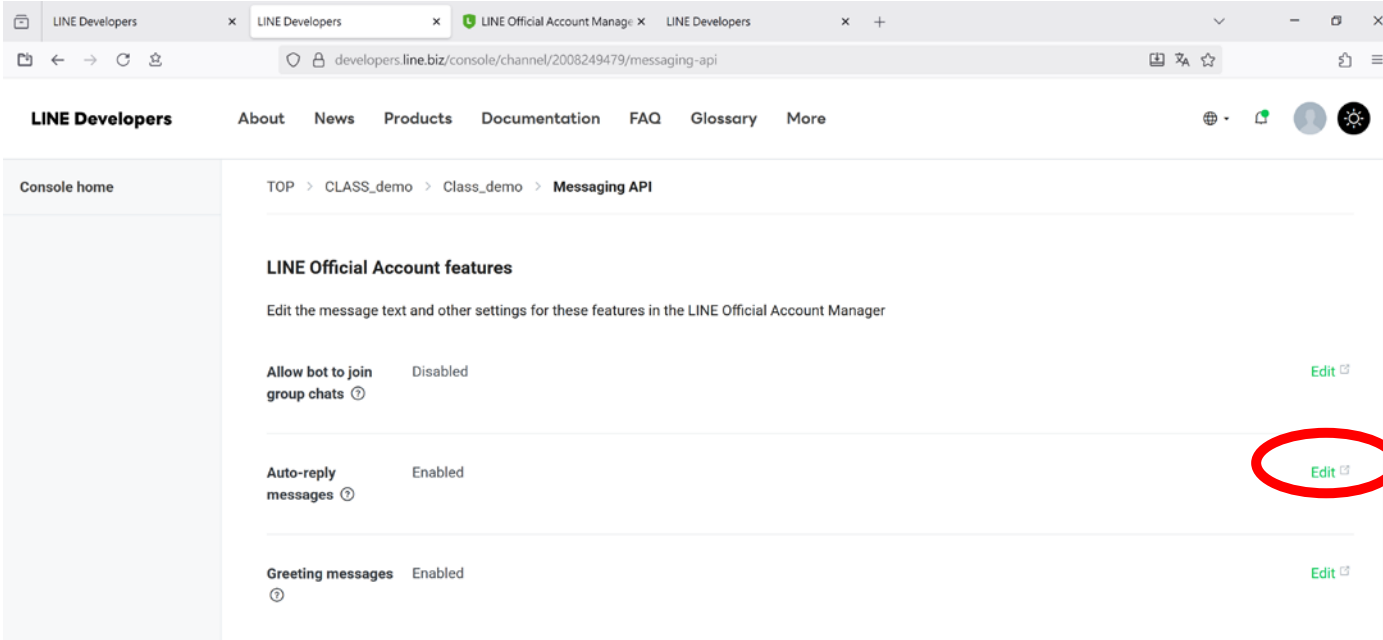 LINE Developers
LINE Developers
LINE Official Account Manage
LINE Developers
developers.line.biz/console/channel/2008249479/messaging-api
LINE Developers About News Products Documentation FAQ Glossary More
Console home
TOP > CLASS_demo > Class_demo > Messaging API
LINE Official Account features
Edit the message text and other settings for these features in the LINE Official Account Manager
Allow bot to join Disabled Edit
group chats
Auto-reply Enabled Edit
messages
Greeting messages Enabled Edit